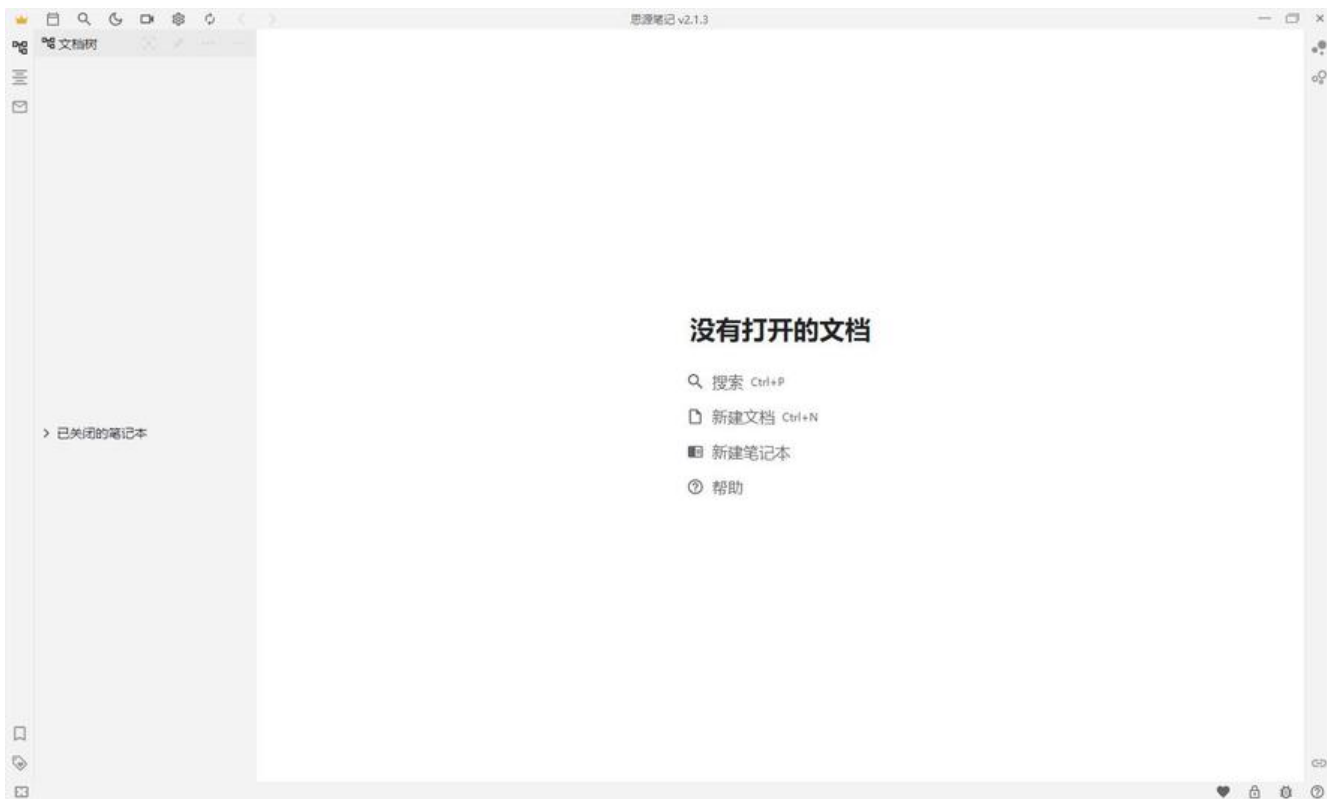 思源笔记 v2.1.3
文档树
已关闭的笔记本
没有打开的文档
搜索 Ctrl+P
新建文档 Ctrl+N
新建笔记本
帮助